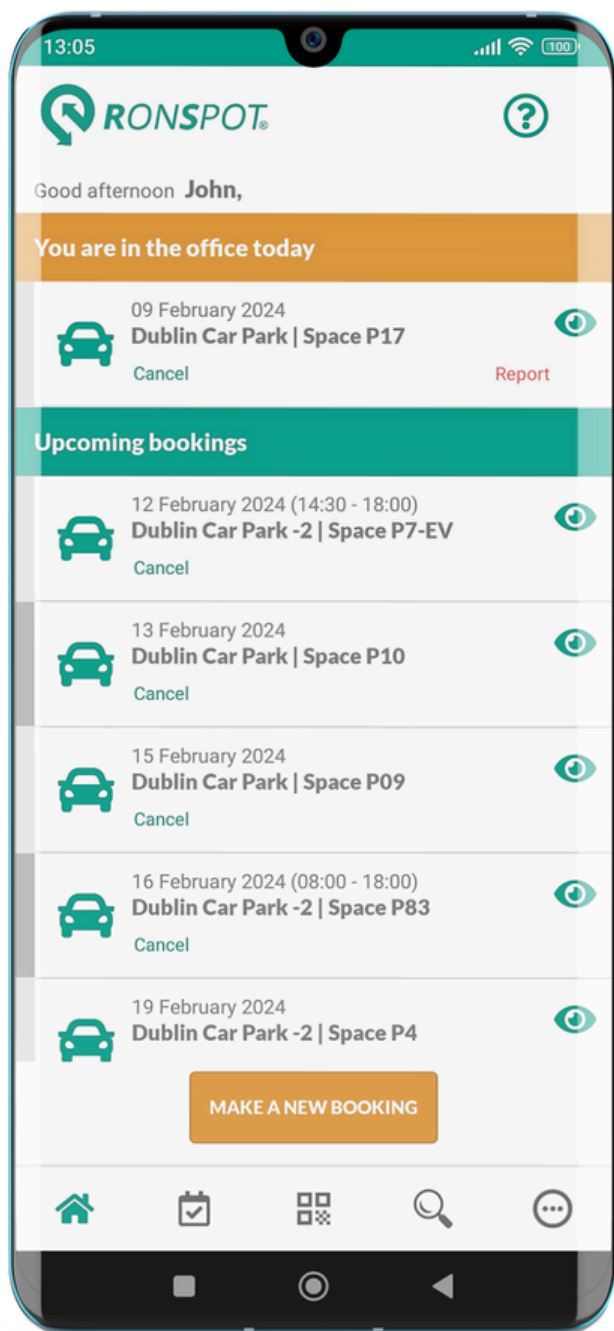 13:05
100
RONSPOT®
Good afternoon John,
You are in the office today
09 February 2024
Dublin Car Park | Space P17
Cancel
Report
Upcoming bookings
12 February 2024 (14:30 - 18:00)
Dublin Car Park -2 | Space P7-EV
Cancel
13 February 2024
Dublin Car Park | Space P10
Cancel
15 February 2024
Dublin Car Park | Space P09
Cancel
16 February 2024 (08:00 - 18:00)
Dublin Car Park -2 | Space P83
Cancel
19 February 2024
Dublin Car Park -2 | Space P4
MAKE A NEW BOOKING